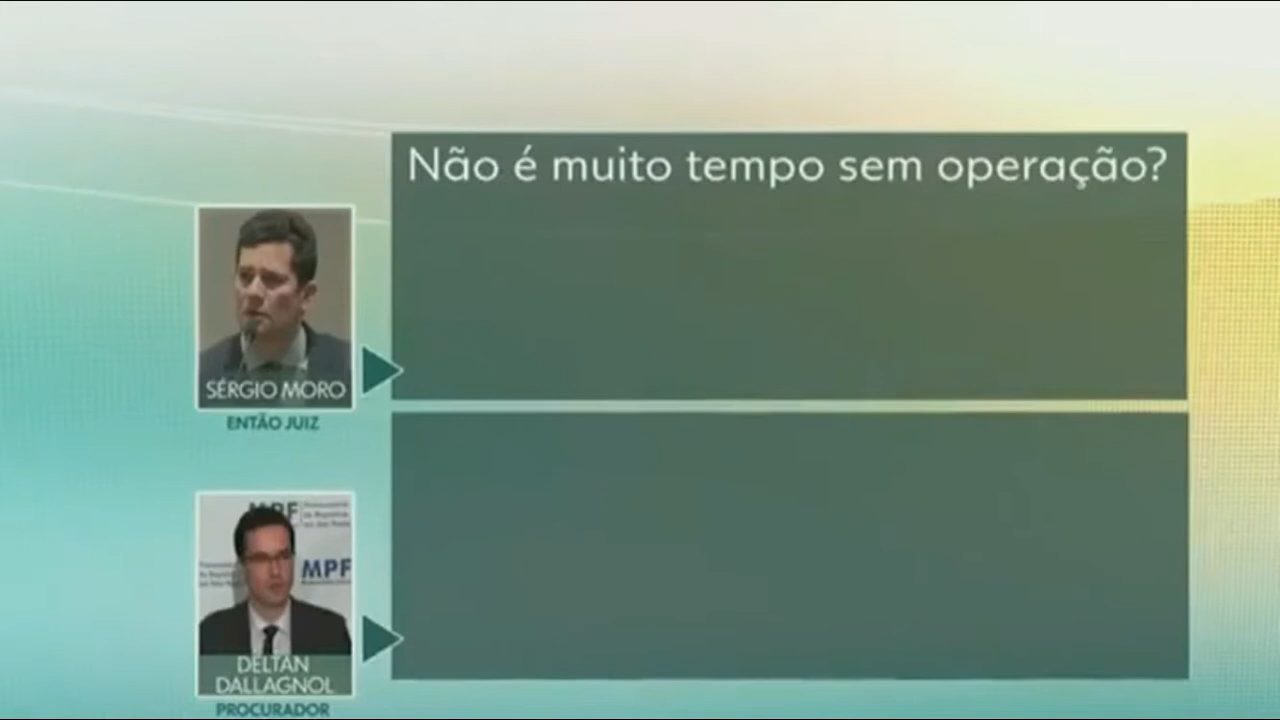 Não é muito tempo sem operação?
SÉRGIO MORO
ENTÃO JUIZ
MPF
MPF
DELTAN
DALLAGNOL
PROCURADOR